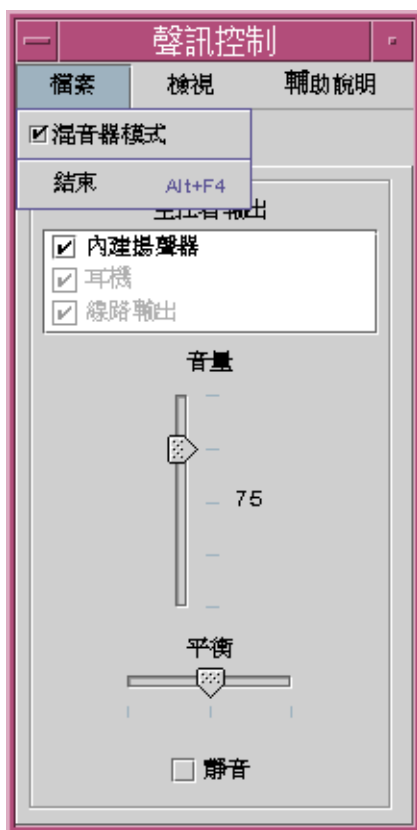 聲訊控制
檔案 檢視 輔助說明
混音器模式
結束 Alt+F4
輸出
內建揚聲器
耳機
線路輸出
音量
75
平衡
靜音